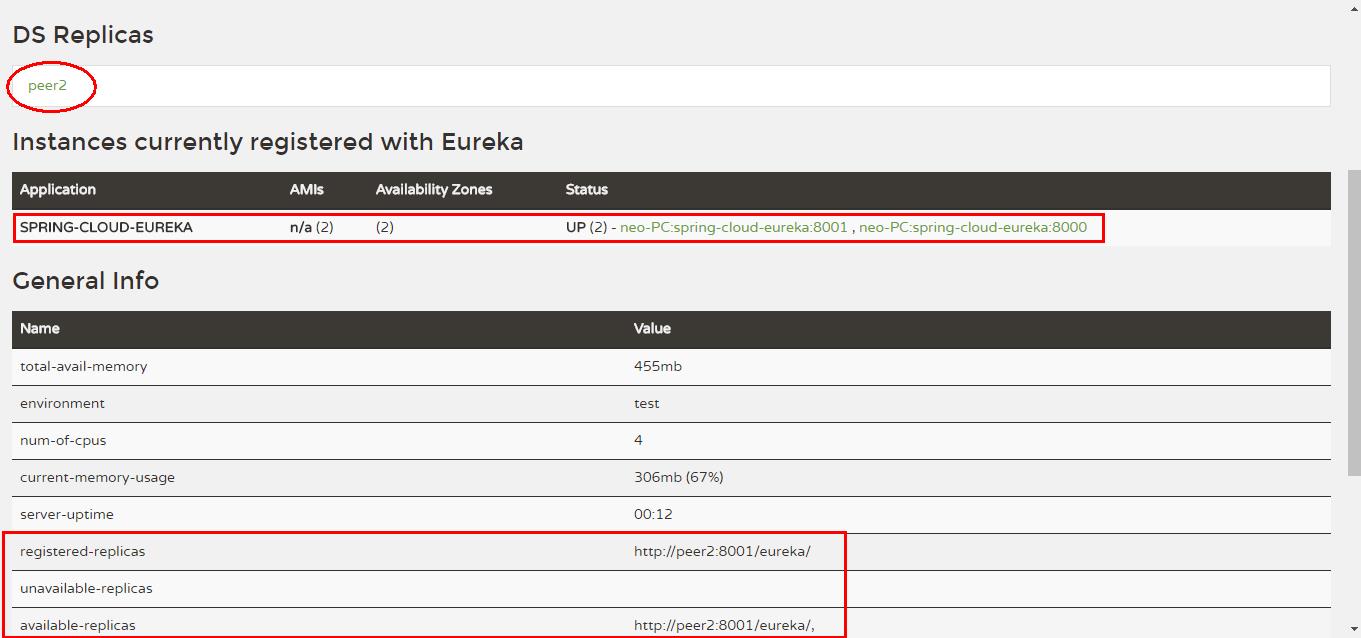 DS Replicas
peer2
Instances currently registered with Eureka
Application AMIs Availability Zones Status
SPRING-CLOUD-EUREKA n/a (2) (2) UP (2) - neo-PC:spring-cloud-eureka:8001 , neo-PC:spring-cloud-eureka:8000
General Info
Name Value
total-avail-memory 455mb
environment test
num-of-cpus 4
current-memory-usage 306mb (67%)
server-uptime 00:12
registered-replicas http://peer2:8001/eureka/
unavailable-replicas
available-replicas http://peer2:8001/eureka/,